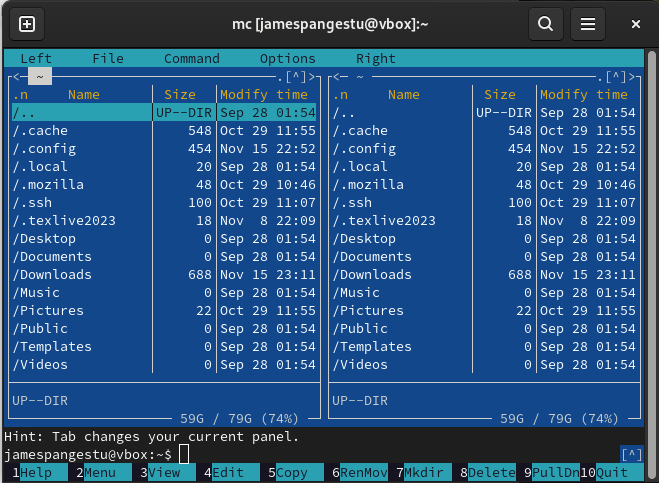 mc [jamespangestu@vbox]:~
Left File Command Options Right
<─ ~ ─.[^]>
<─ ~ ─.[^]>
.n Name Size Modify time .n Name Size Modify time
/.. UP--DIR Sep 28 01:54 /.. UP--DIR Sep 28 01:54
/.cache 548 Oct 29 11:55 /.cache 548 Oct 29 11:55
/.config 454 Nov 15 22:52 /.config 454 Nov 15 22:52
/.local 20 Sep 28 01:54 /.local 20 Sep 28 01:54
/.mozilla 48 Oct 29 10:46 /.mozilla 48 Oct 29 10:46
/.ssh 100 Oct 29 11:07 /.ssh 100 Oct 29 11:07
/.texlive2023 18 Nov 8 22:09 /.texlive2023 18 Nov 8 22:09
/Desktop 0 Sep 28 01:54 /Desktop 0 Sep 28 01:54
/Documents 0 Sep 28 01:54 /Documents 0 Sep 28 01:54
/Downloads 688 Nov 15 23:11 /Downloads 688 Nov 15 23:11
/Music 0 Sep 28 01:54 /Music 0 Sep 28 01:54
/Pictures 22 Oct 29 11:55 /Pictures 22 Oct 29 11:55
/Public 0 Sep 28 01:54 /Public 0 Sep 28 01:54
/Templates 0 Sep 28 01:54 /Templates 0 Sep 28 01:54
/Videos 0 Sep 28 01:54 /Videos 0 Sep 28 01:54
UP--DIR UP--DIR
59G / 79G (74%) 59G / 79G (74%)
Hint: Tab changes your current panel.
jamespangestu@vbox:~$ [^]
1Help 2Menu 3View 4Edit 5Copy 6RenMov 7Mkdir 8Delete 9PullDn 10Quit